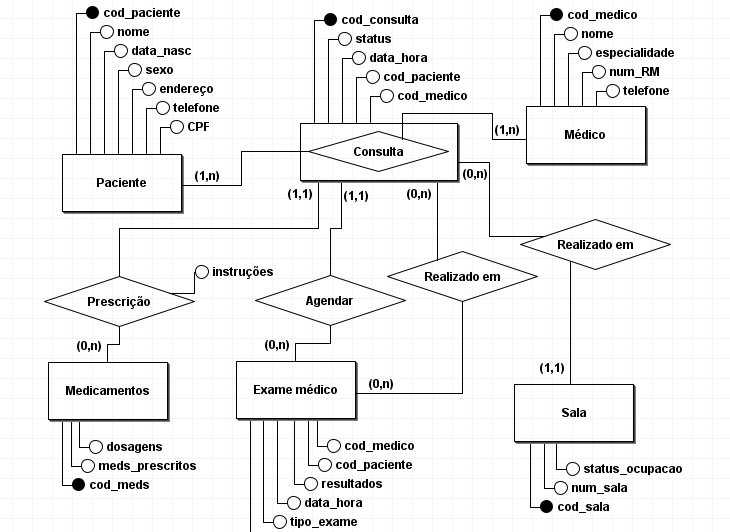 cod_paciente
nome
data_nasc
sexo
endereço
telefone
CPF
Paciente
(1,n)
cod_consulta
status
data_hora
cod_paciente
cod_medico
Consulta
(1,n)
cod_medico
nome
especialidade
num_RM
telefone
Médico
(1,1)
(1,1)
(0,n)
(0,n)
Prescrição
instruções
Agendar
Realizado em
Realizado em
(0,n)
(0,n)
(0,n)
(1,1)
Medicamentos
dosagens
meds_prescritos
cod_meds
Exame médico
cod_medico
cod_paciente
resultados
data_hora
tipo_exame
Sala
status_ocupacao
num_sala
cod_sala